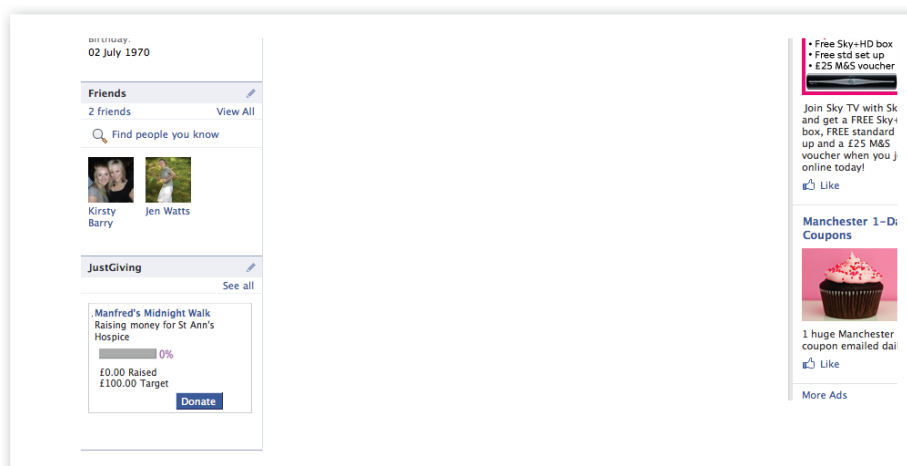 Birthday:
02 July 1970
Friends
2 friends View All
Find people you know
Kirsty
Barry
Jen Watts
JustGiving
See all
Manfred's Midnight Walk
Raising money for St Ann's
Hospice
0%
£0.00 Raised
£100.00 Target
Donate
• Free Sky+HD box
• Free std set up
• £25 M&S voucher
Join Sky TV with Sk
and get a FREE Sky+
box, FREE standard
up and a £25 M&S
voucher when you j
online today!
Like
Manchester 1-Da
Coupons
1 huge Manchester
coupon emailed dai
Like
More Ads